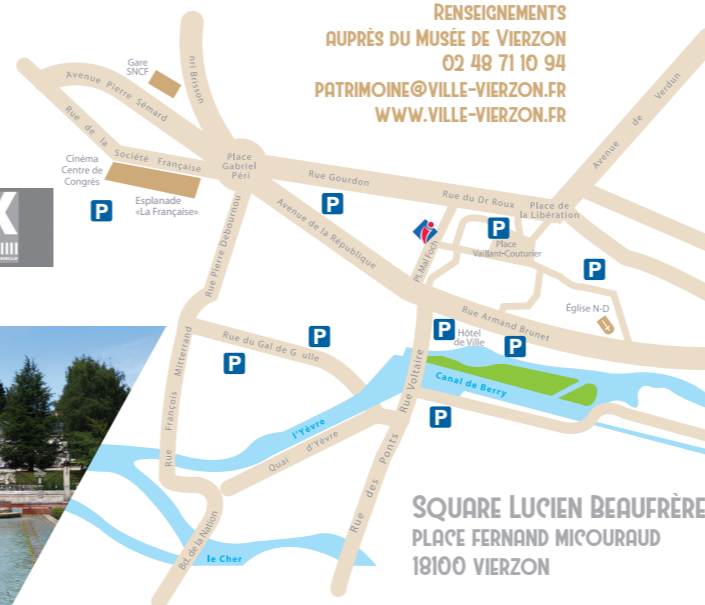 RENSEIGNEMENTS
AUPRÈS DU MUSÉE DE VIERZON
02 48 71 10 94
PATRIMOINE@VILLE-VIERZON.FR
WWW.VILLE-VIERZON.FR
Gare
SNCF
nri Brisson
Avenue Pierre Sémard
Rue de la Société Française
Cinéma
Centre de
Congrès
Esplanade
«La Française»
Place
Gabriel
Péri
Rue Gourdon
Rue du Dr Roux
Place de
la Libération
Avenue de Verdun
P
P
P
P
Avenue de la République
Pl. Mal Foch
Place
Vaillant-Couturier
Rue Pierre Debournou
Église N-D
Rue Armand Brunet
Rue du Gal de G ulle
P
P
P
P
Hôtel
de Ville
Rue François Mitterrand
Rue Voltaire
Canal de Berry
P
l'Yèvre
Quai d'Yèvre
Rue des Ponts
Bd. de la Nation
le Cher
SQUARE LUCIEN BEAUFRÈRE
PLACE FERNAND MICOURAUD
18100 VIERZON